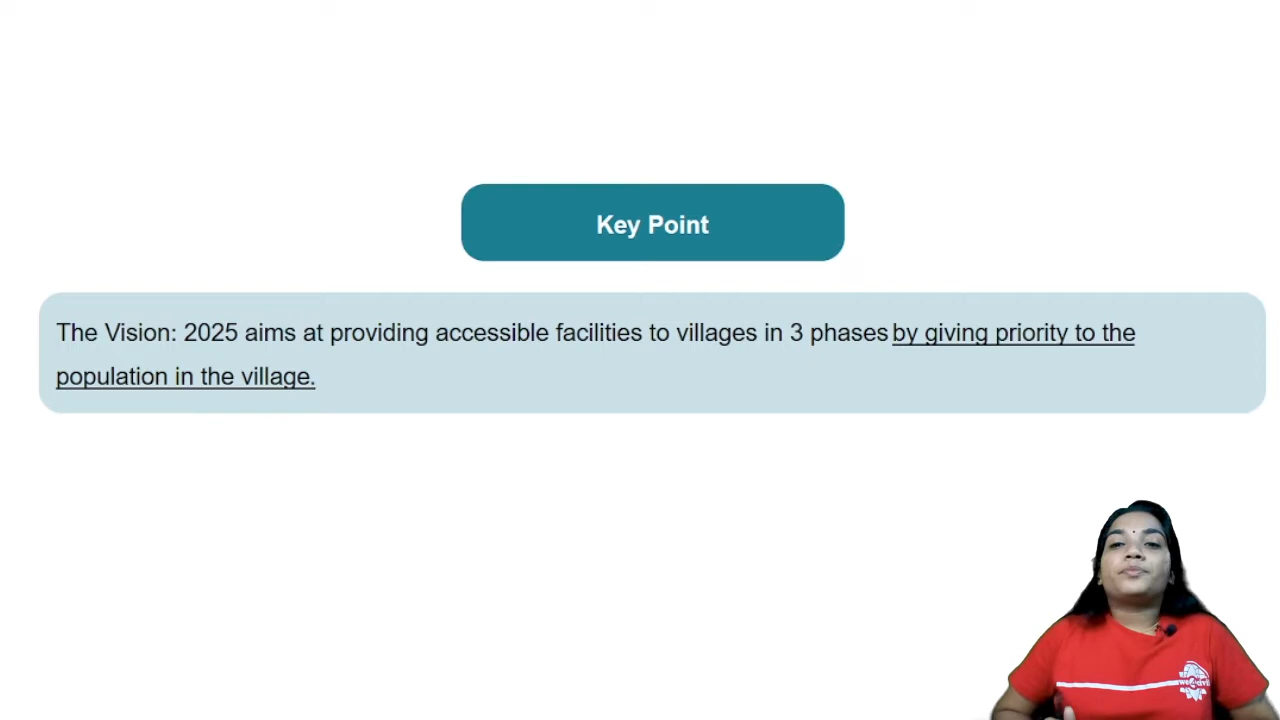 Key Point
The Vision: 2025 aims at providing accessible facilities to villages in 3 phases by giving priority to the
population in the village.